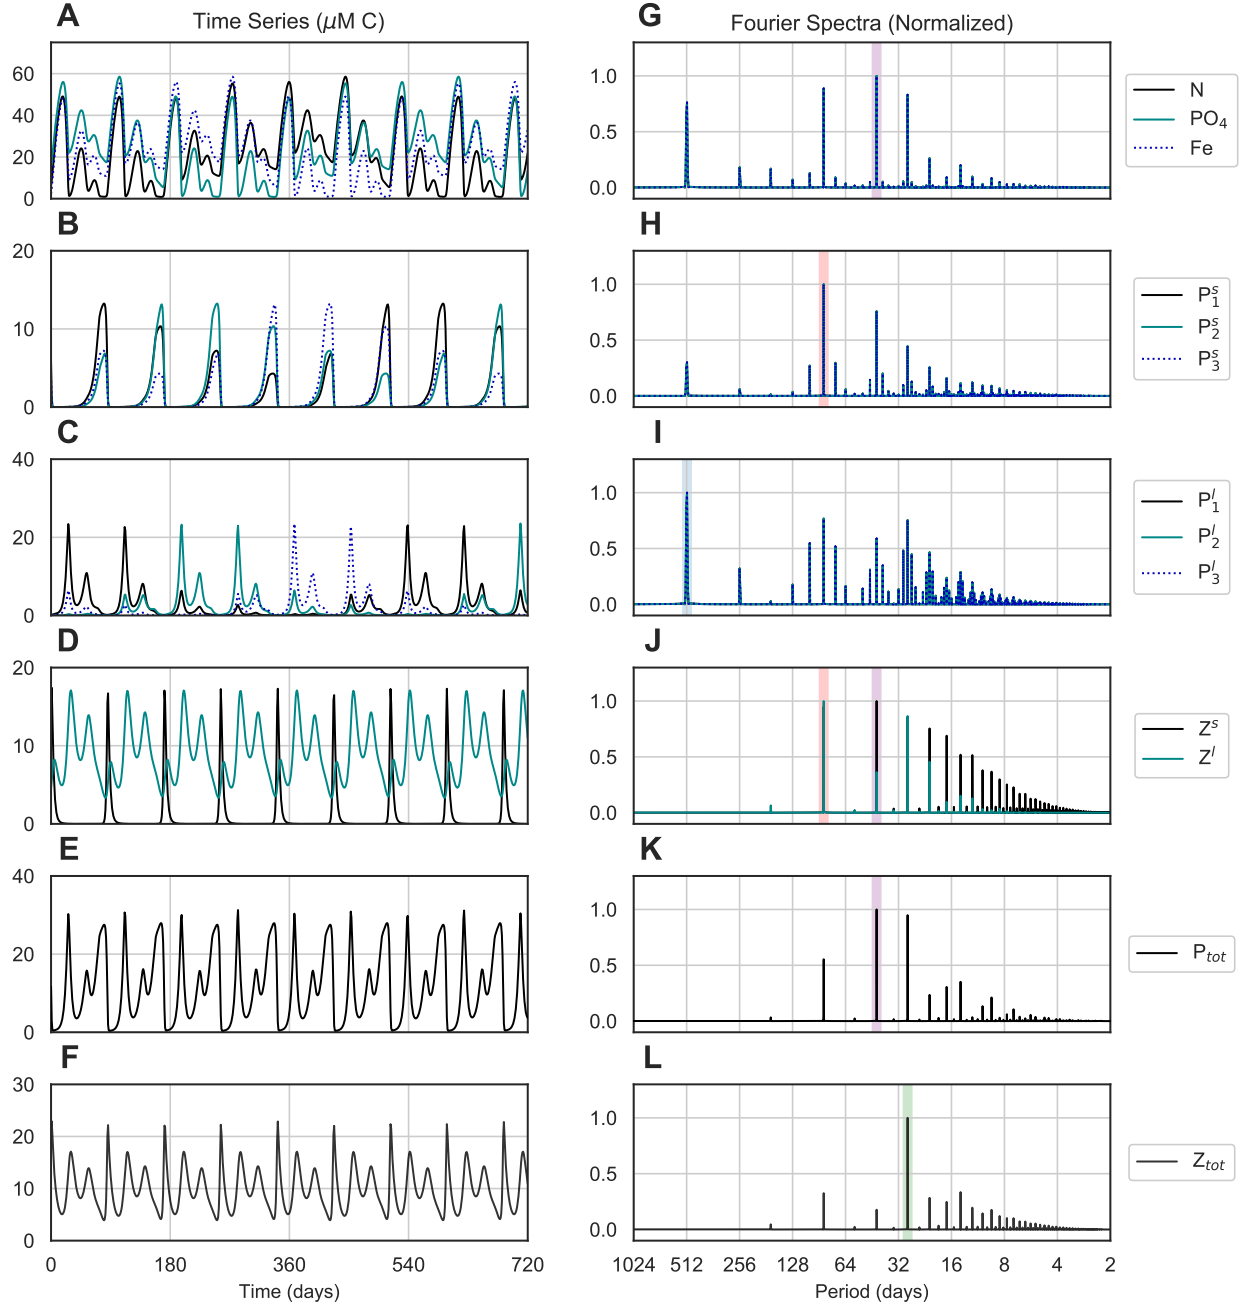 Time Series (μM C)
Fourier Spectra (Normalized)
A
60
40
20
0
G
1.0
0.5
0.0
N
PO₄
Fe
B
20
10
0
H
1.0
0.5
0.0
P₁ˢ
P₂ˢ
P₃ˢ
C
40
20
0
I
1.0
0.5
0.0
P₁ˡ
P₂ˡ
P₃ˡ
D
20
10
0
J
1.0
0.5
0.0
Zˢ
Zˡ
E
40
20
0
K
1.0
0.5
0.0
Pₜₒₜ
F
30
20
10
0
L
1.0
0.5
0.0
Zₜₒₜ
0 180 360 540 720
Time (days)
1024 512 256 128 64 32 16 8 4 2
Period (days)